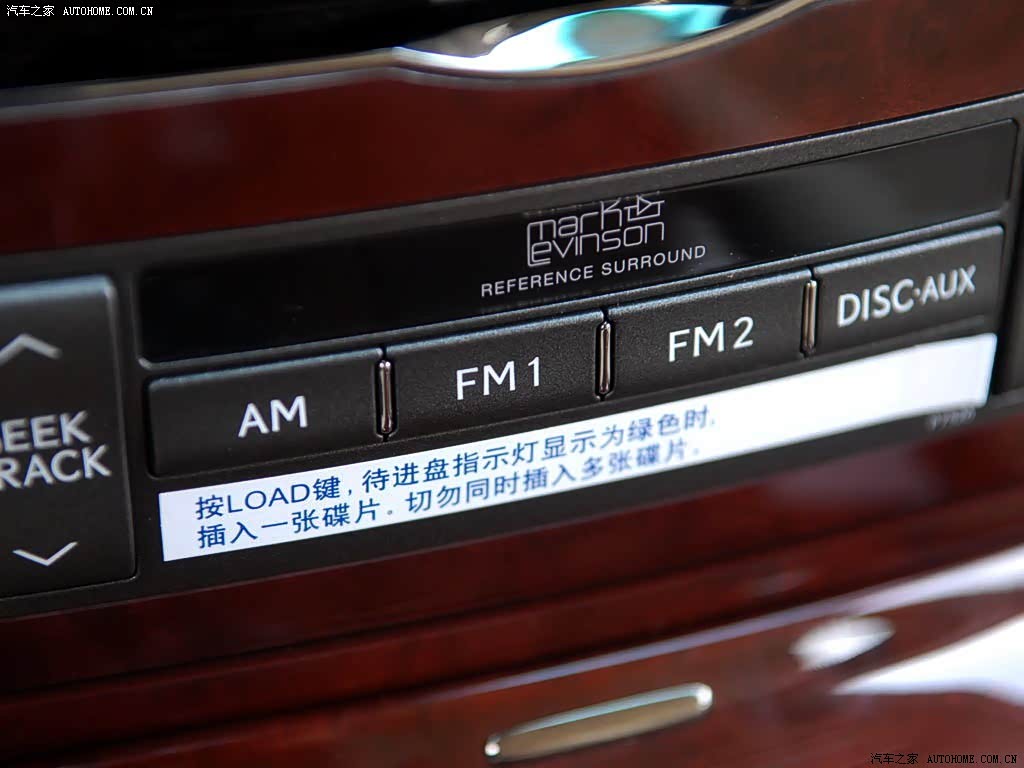 汽车之家 AUTOHOME.COM.CN
mark
Levinson
REFERENCE SURROUND
AM
FM1
FM2
DISC·AUX
EEK
RACK
按LOAD键，待进盘指示灯显示为绿色时，
插入一张碟片。切勿同时插入多张碟片。
汽车之家 AUTOHOME.COM.CN